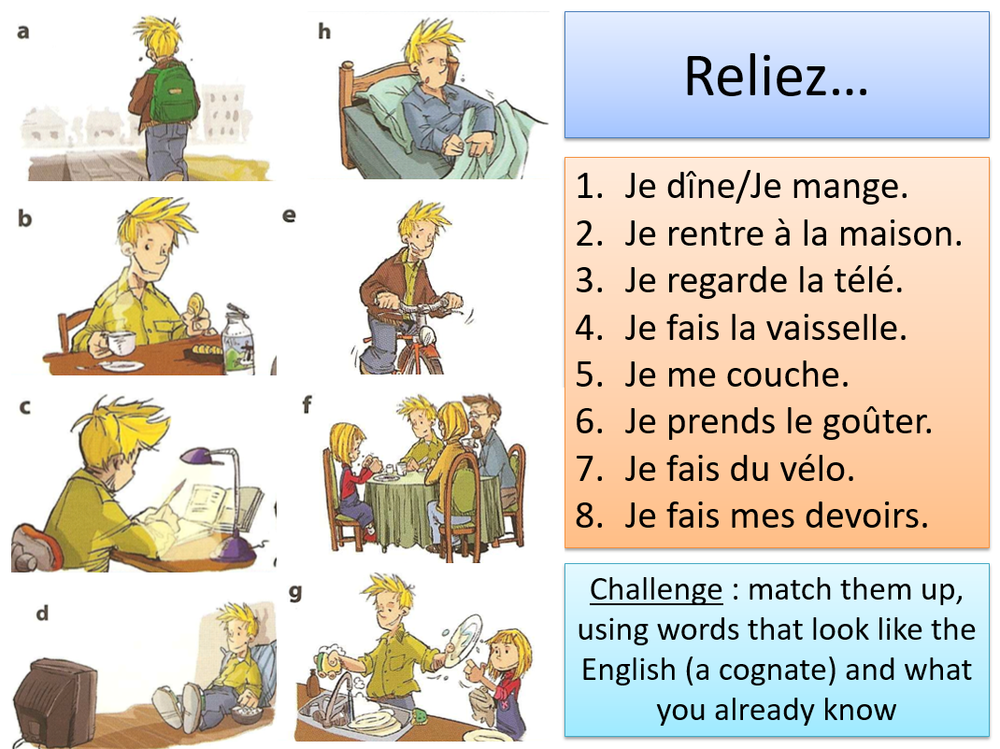 a
h
b
e
c
f
d
g
Reliez…
1. Je dîne/Je mange.
2. Je rentre à la maison.
3. Je regarde la télé.
4. Je fais la vaisselle.
5. Je me couche.
6. Je prends le goûter.
7. Je fais du vélo.
8. Je fais mes devoirs.
Challenge : match them up,
using words that look like the
English (a cognate) and what
you already know